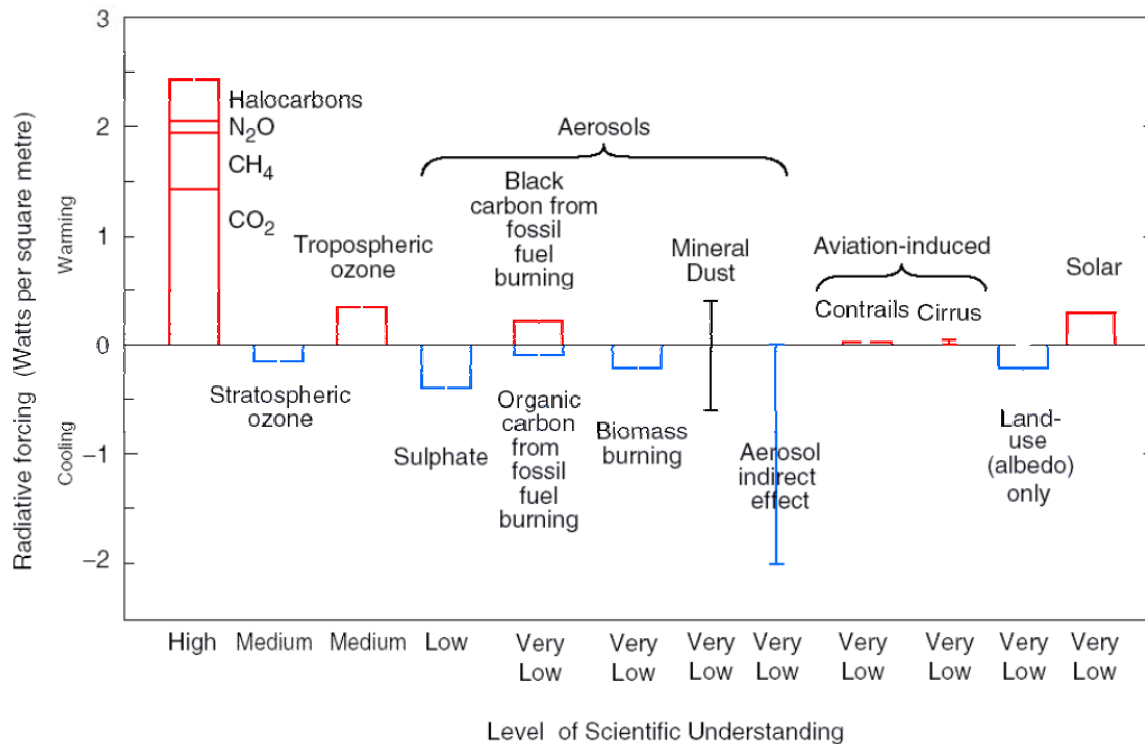 3
2
1
0
–1
–2
Radiative forcing (Watts per square metre)
Warming
Cooling
Halocarbons
N₂O
CH₄
CO₂
Stratospheric
ozone
Tropospheric
ozone
Aerosols
Sulphate
Black
carbon from
fossil
fuel
burning
Organic
carbon
from
fossil
fuel
burning
Biomass
burning
Mineral
Dust
Aerosol
indirect
effect
Aviation-induced
Contrails
Cirrus
Land-
use
(albedo)
only
Solar
High
Medium
Medium
Low
Very
Low
Very
Low
Very
Low
Very
Low
Very
Low
Very
Low
Very
Low
Very
Low
Level of Scientific Understanding